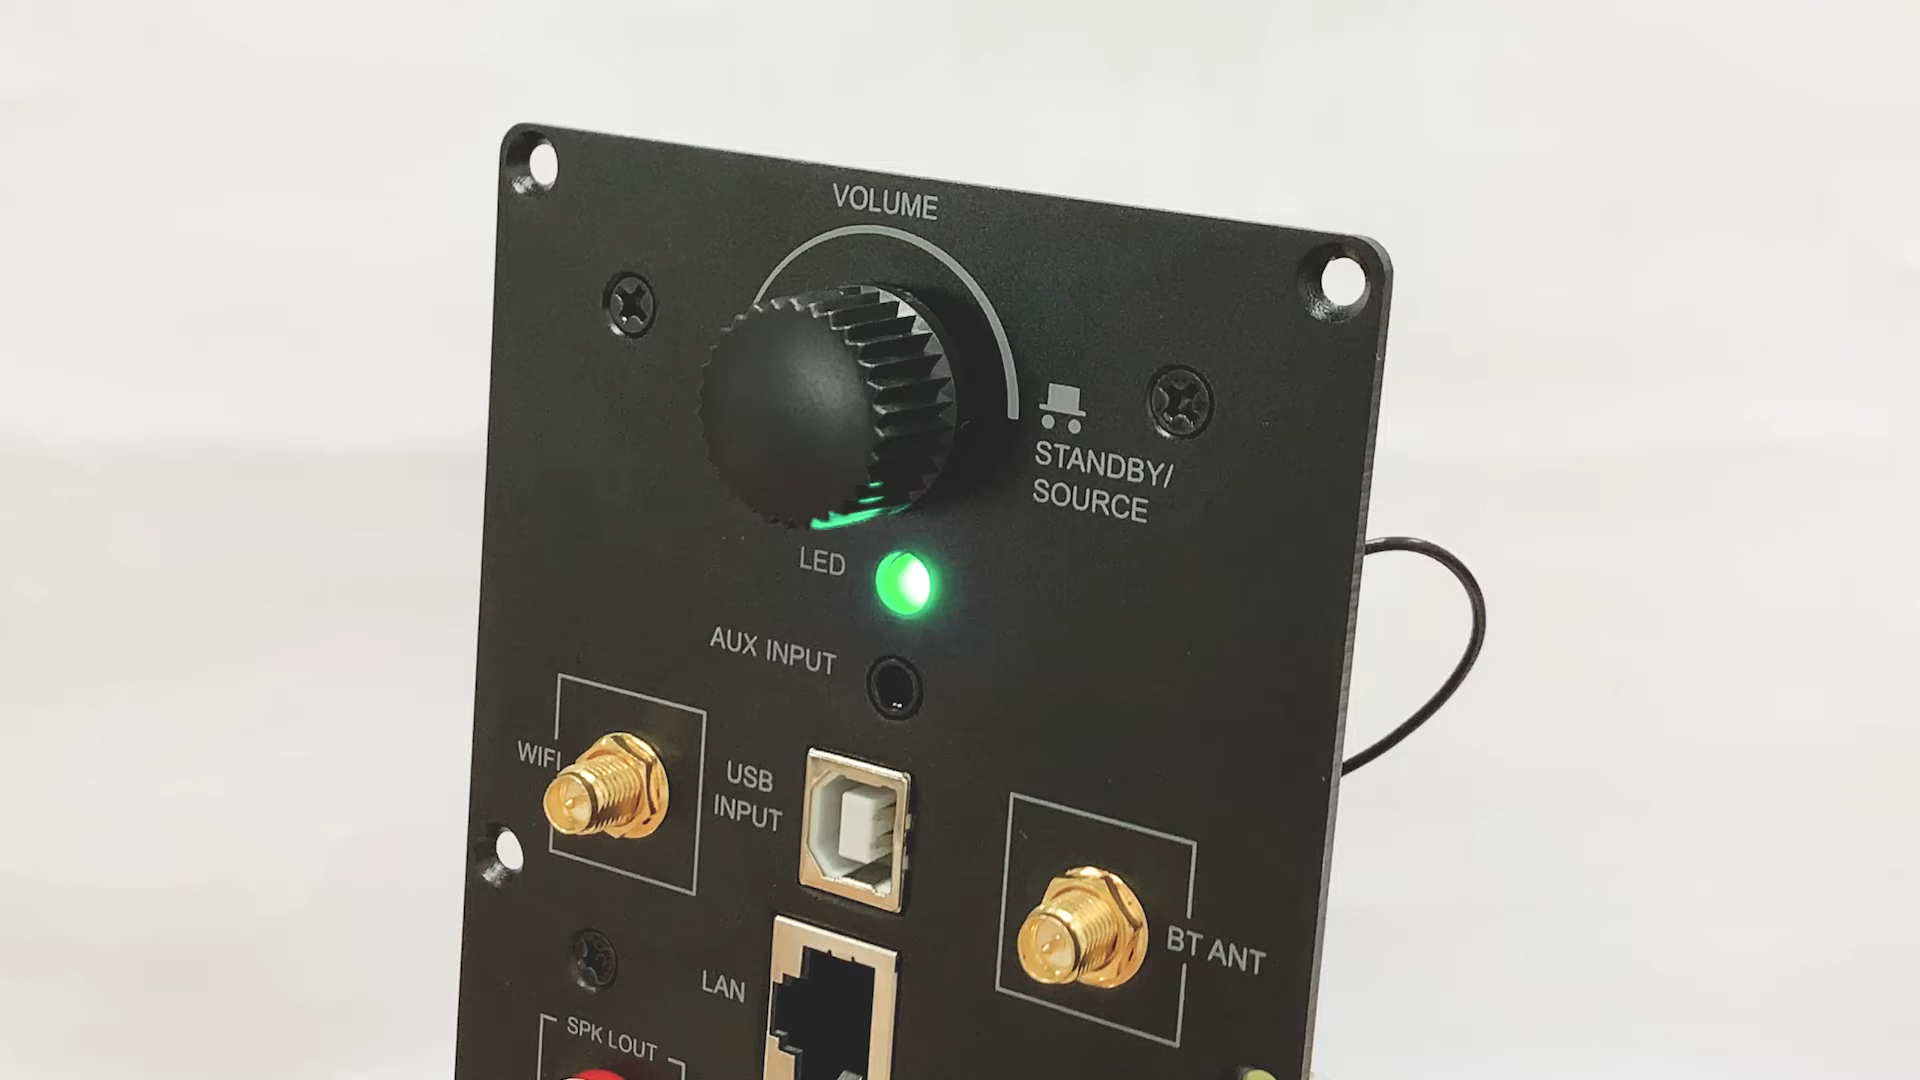 VOLUME
STANDBY/
SOURCE
LED
AUX INPUT
WIFI
USB
INPUT
BT ANT
LAN
SPK LOUT